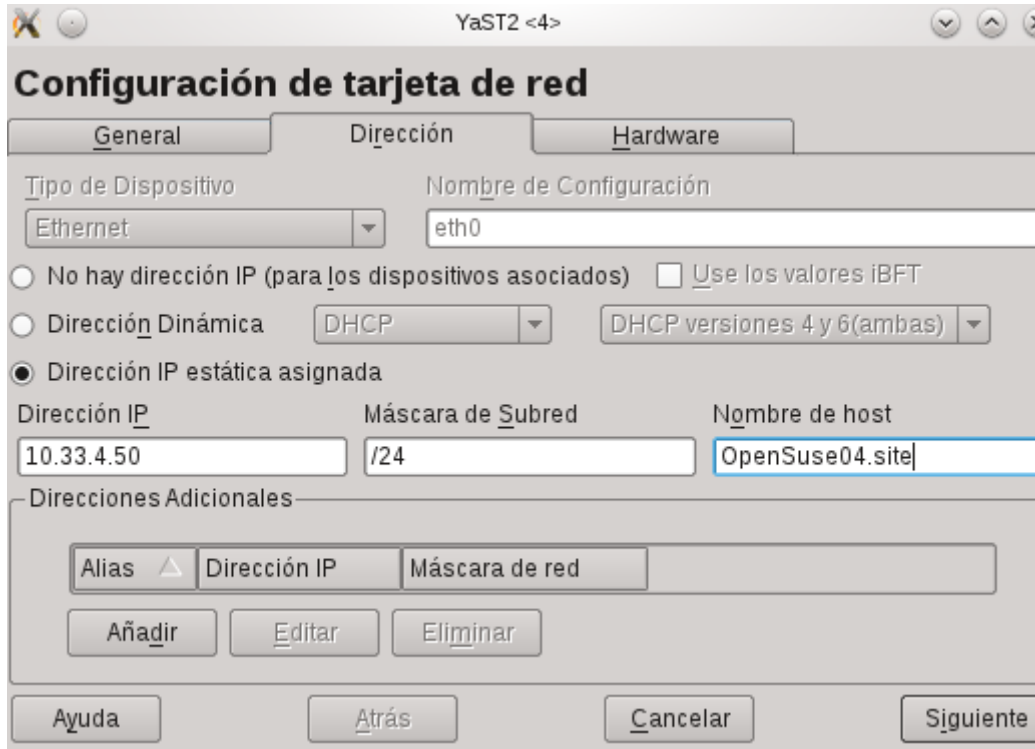 YaST2 <4>
Configuración de tarjeta de red
General Dirección Hardware
Tipo de Dispositivo Nombre de Configuración
Ethernet eth0
No hay dirección IP (para los dispositivos asociados) Use los valores iBFT
Dirección Dinámica DHCP DHCP versiones 4 y 6(ambas)
Dirección IP estática asignada
Dirección IP Máscara de Subred Nombre de host
10.33.4.50 /24 OpenSuse04.site
Direcciones Adicionales
Alias Dirección IP Máscara de red
Añadir Editar Eliminar
Ayuda Atrás Cancelar Siguiente